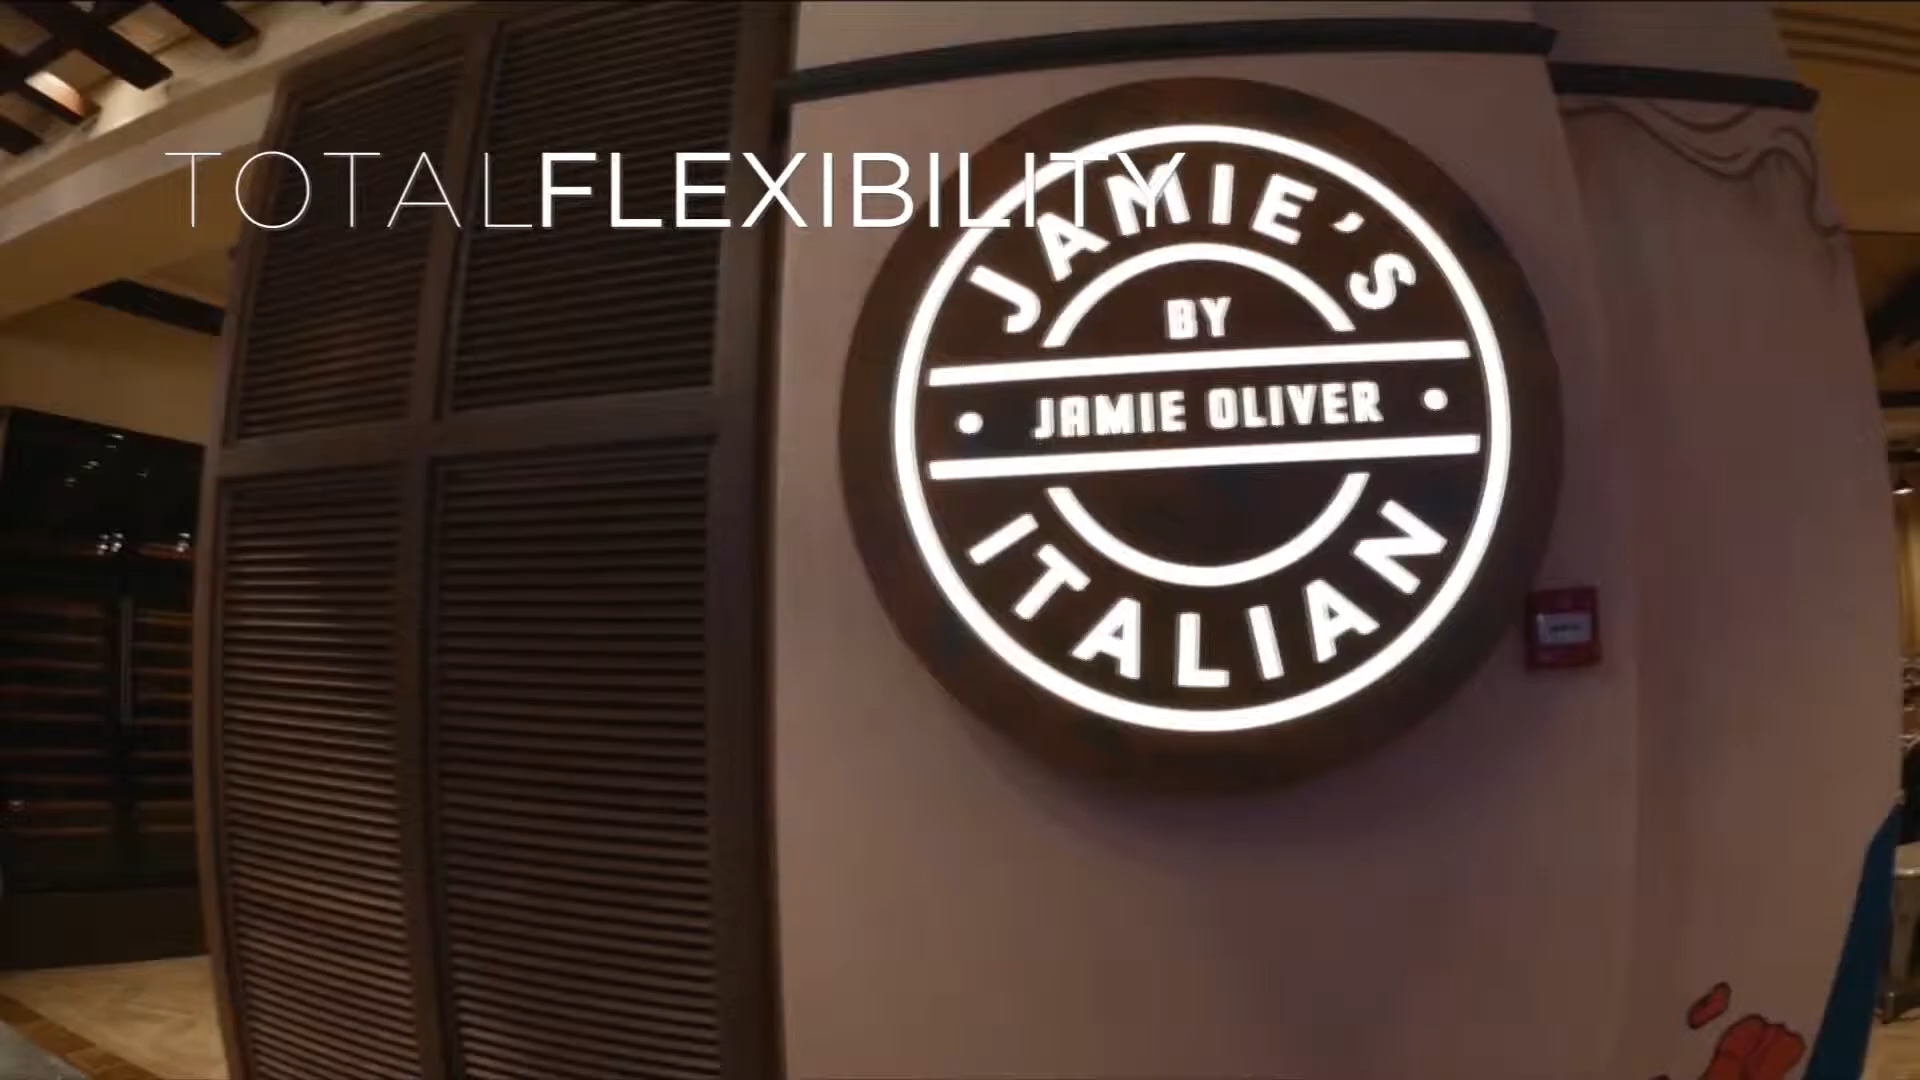 TOTALFLEXIBILITY
JAMIE'S
BY
JAMIE OLIVER
ITALIAN